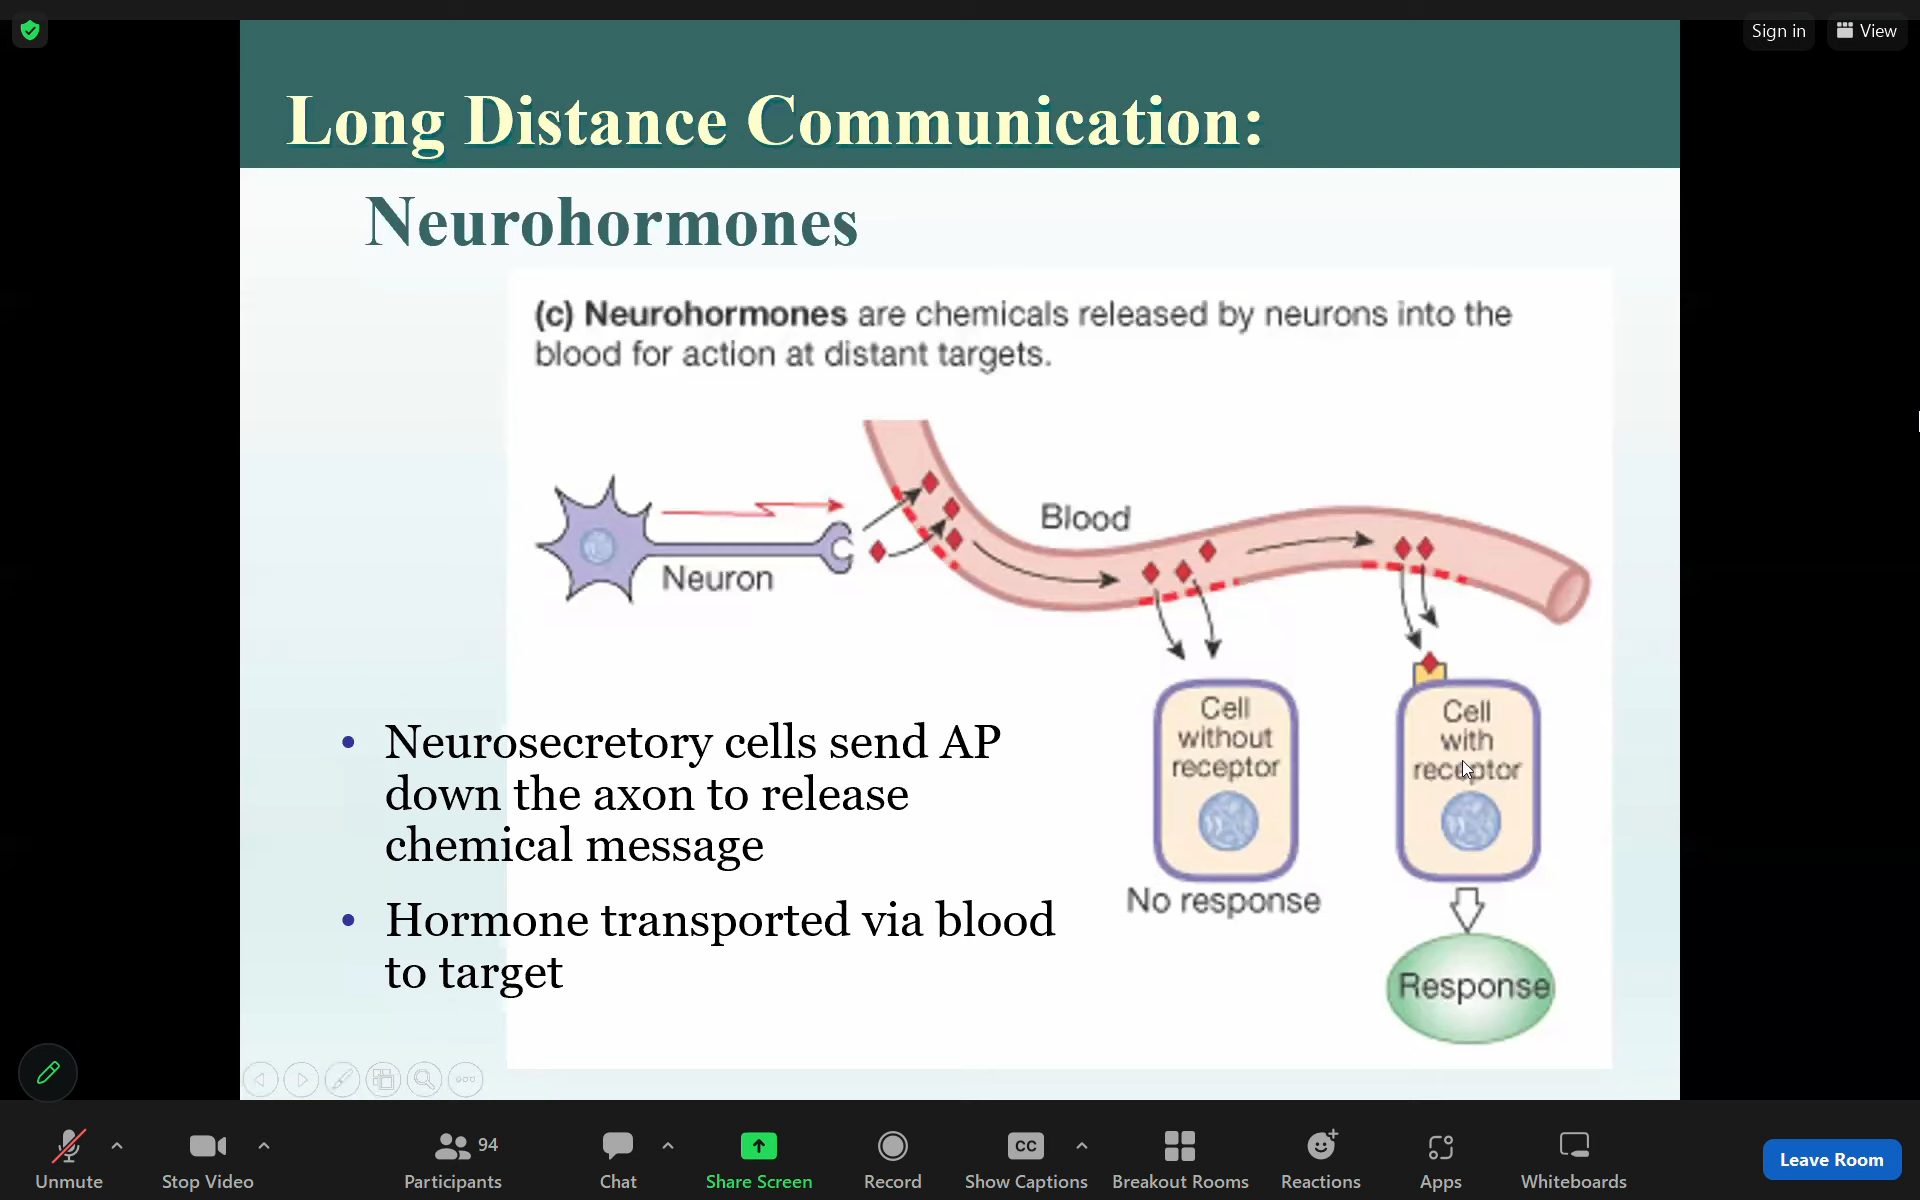 Sign in
View
Long Distance Communication:
Neurohormones
(c) Neurohormones are chemicals released by neurons into the
blood for action at distant targets.
Blood
Neuron
Cell
without
receptor
Cell
with
receptor
No response
Response
• Neurosecretory cells send AP
down the axon to release
chemical message
• Hormone transported via blood
to target
94
CC
Unmute
Stop Video
Participants
Chat
Share Screen
Record
Show Captions
Breakout Rooms
Reactions
Apps
Whiteboards
Leave Room